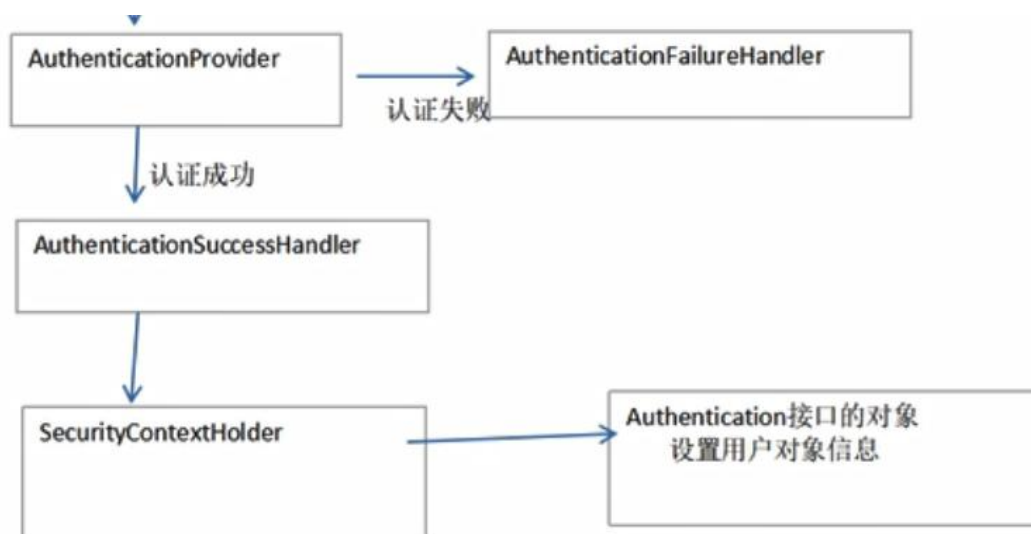 AuthenticationProvider
AuthenticationFailureHandler
认证失败
认证成功
AuthenticationSuccessHandler
SecurityContextHolder
Authentication接口的对象
设置用户对象信息